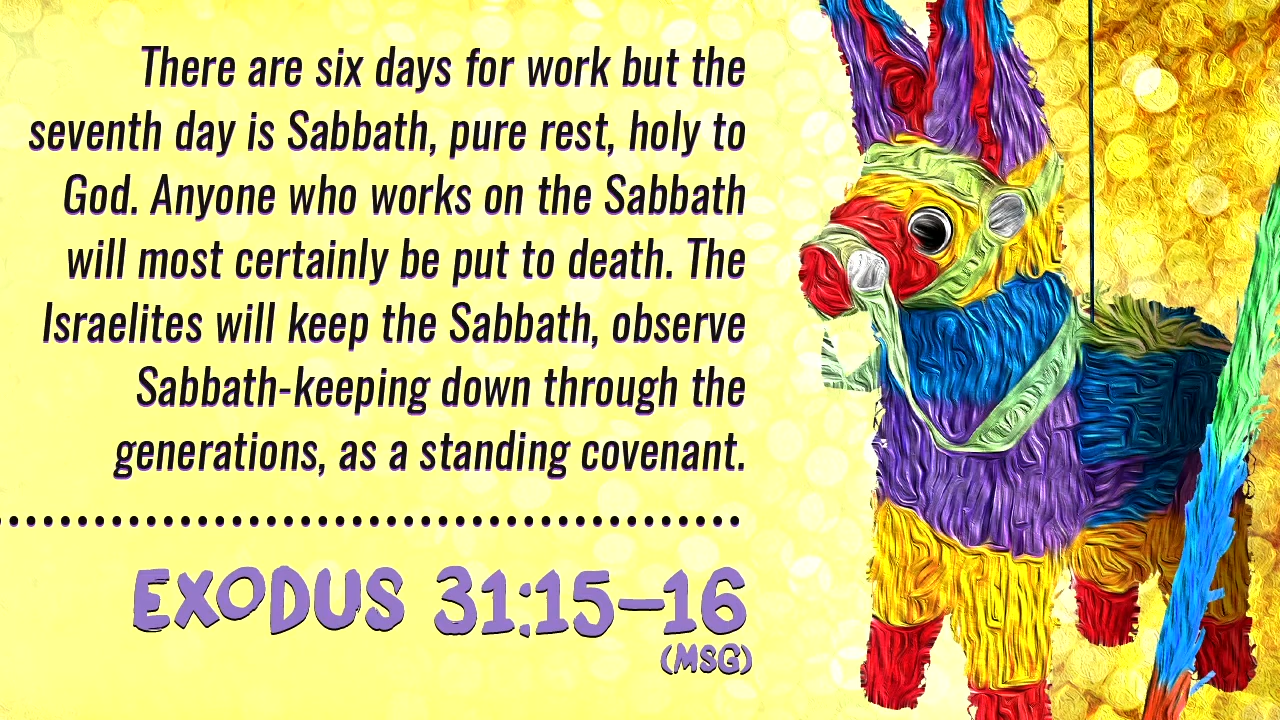 There are six days for work but the
seventh day is Sabbath, pure rest, holy to
God. Anyone who works on the Sabbath
will most certainly be put to death. The
Israelites will keep the Sabbath, observe
Sabbath-keeping down through the
generations, as a standing covenant.
EXODUS 31:15–16
(MSG)